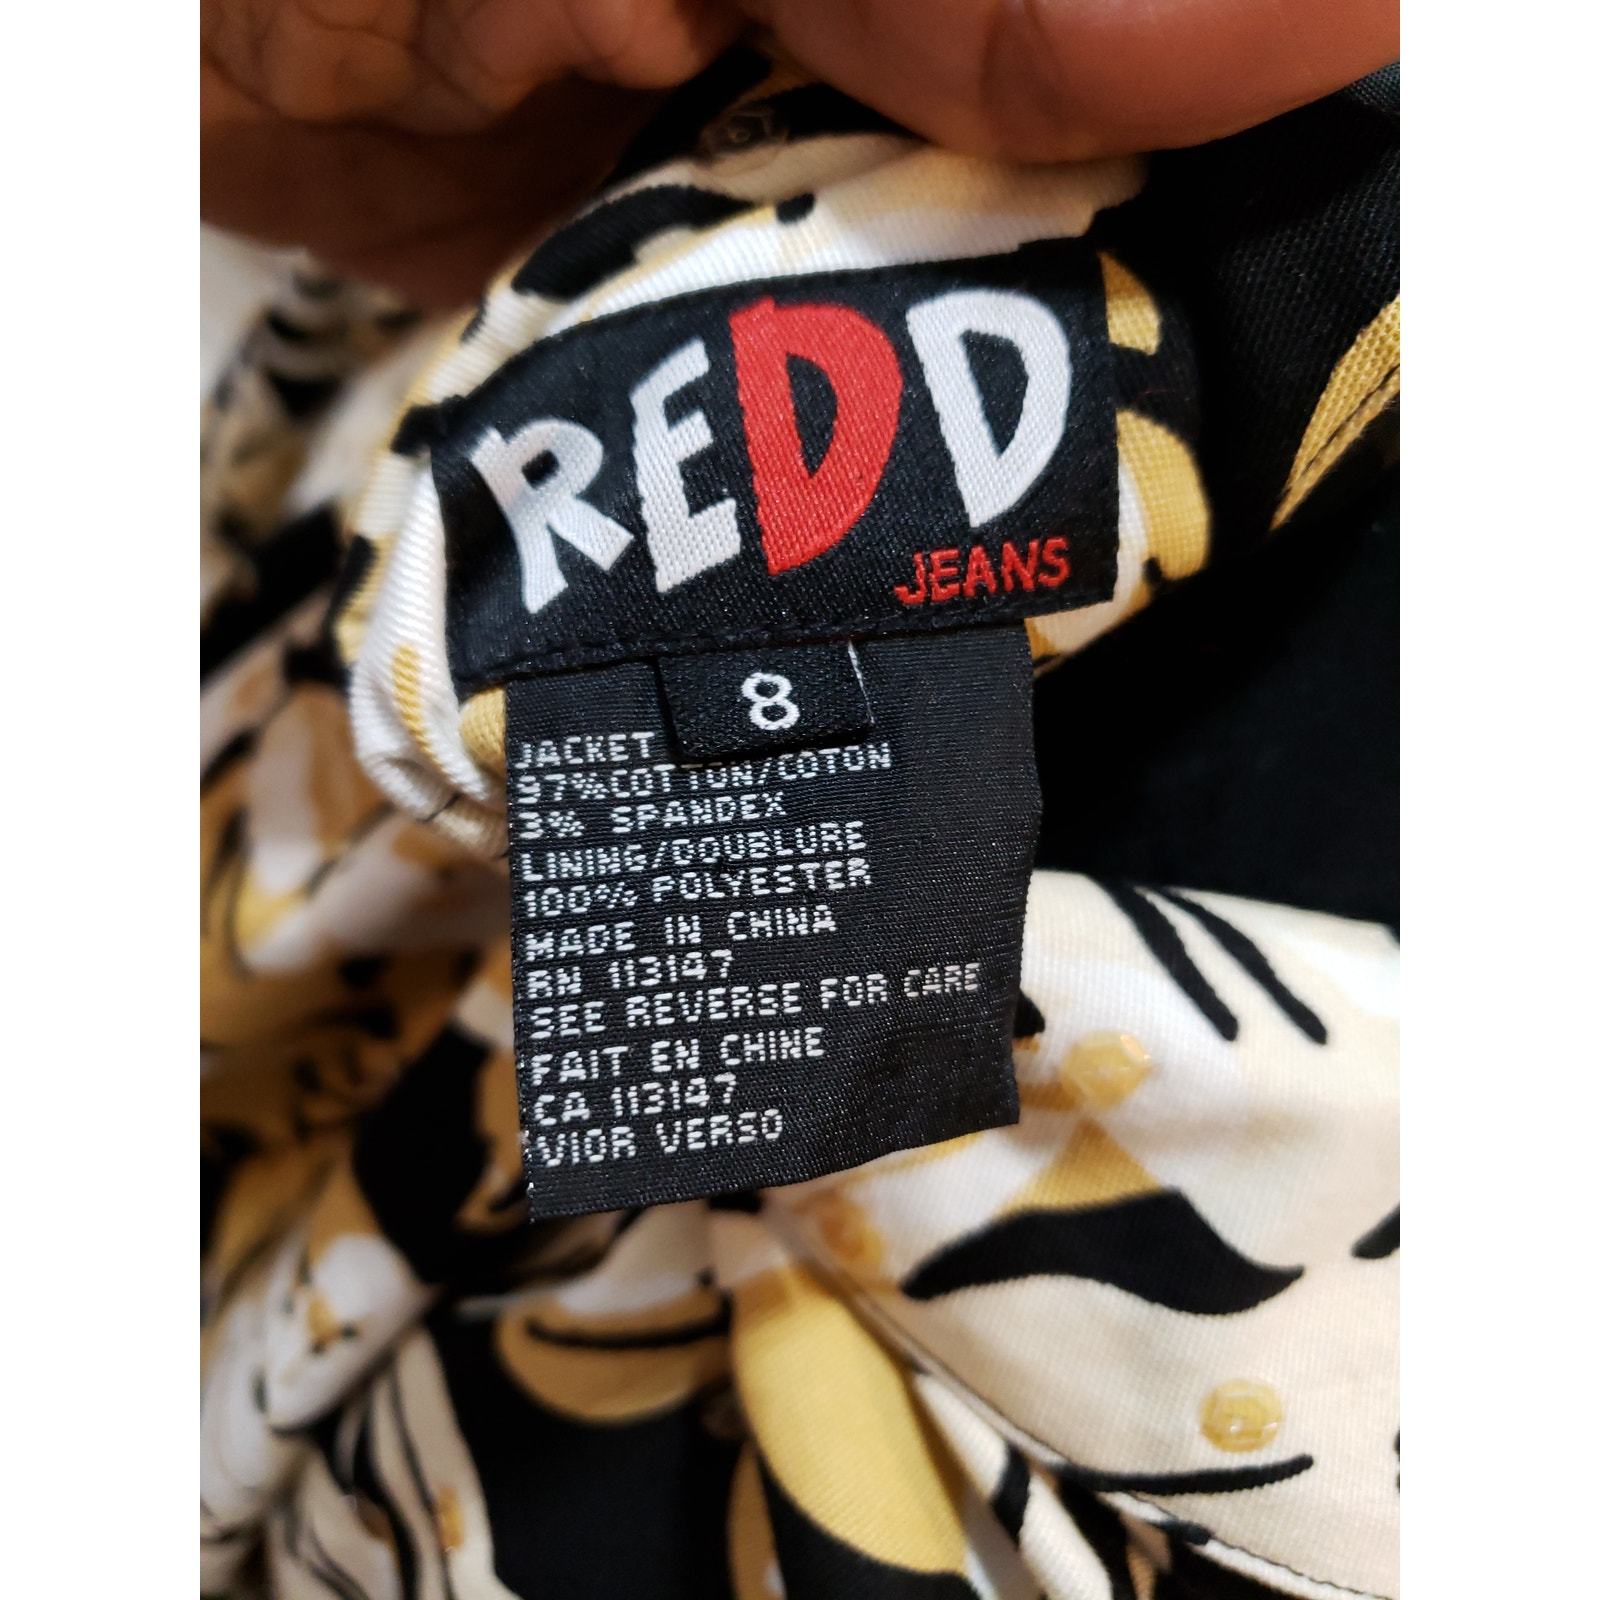 REDD
JEANS
8
JACKET
97% COTTON/COTON
3% SPANDEX
LINING/DOUBLURE
100% POLYESTER
MADE IN CHINA
RN 113147
SEE REVERSE FOR CARE
FAIT EN CHINE
CA 113147
VIOR VERSO